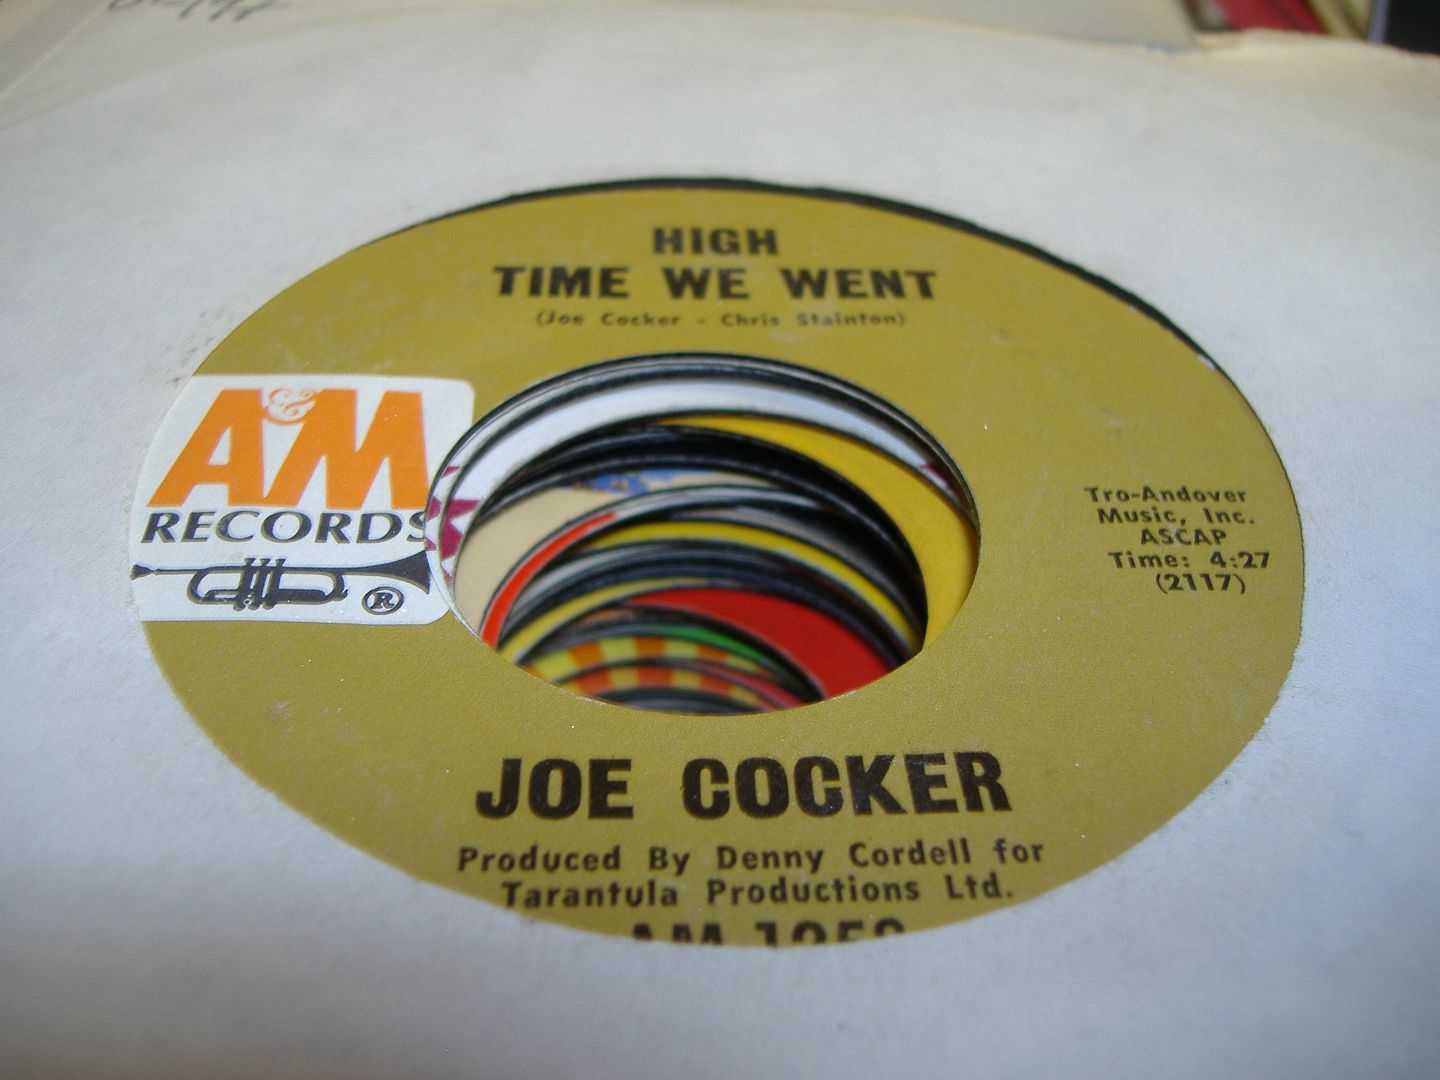 HIGH
TIME WE WENT
(Joe Cocker - Chris Stainton)
A&M
RECORDS
®
Tro-Andover
Music, Inc.
ASCAP
Time: 4:27
(2117)
JOE COCKER
Produced By Denny Cordell for
Tarantula Productions Ltd.
AM